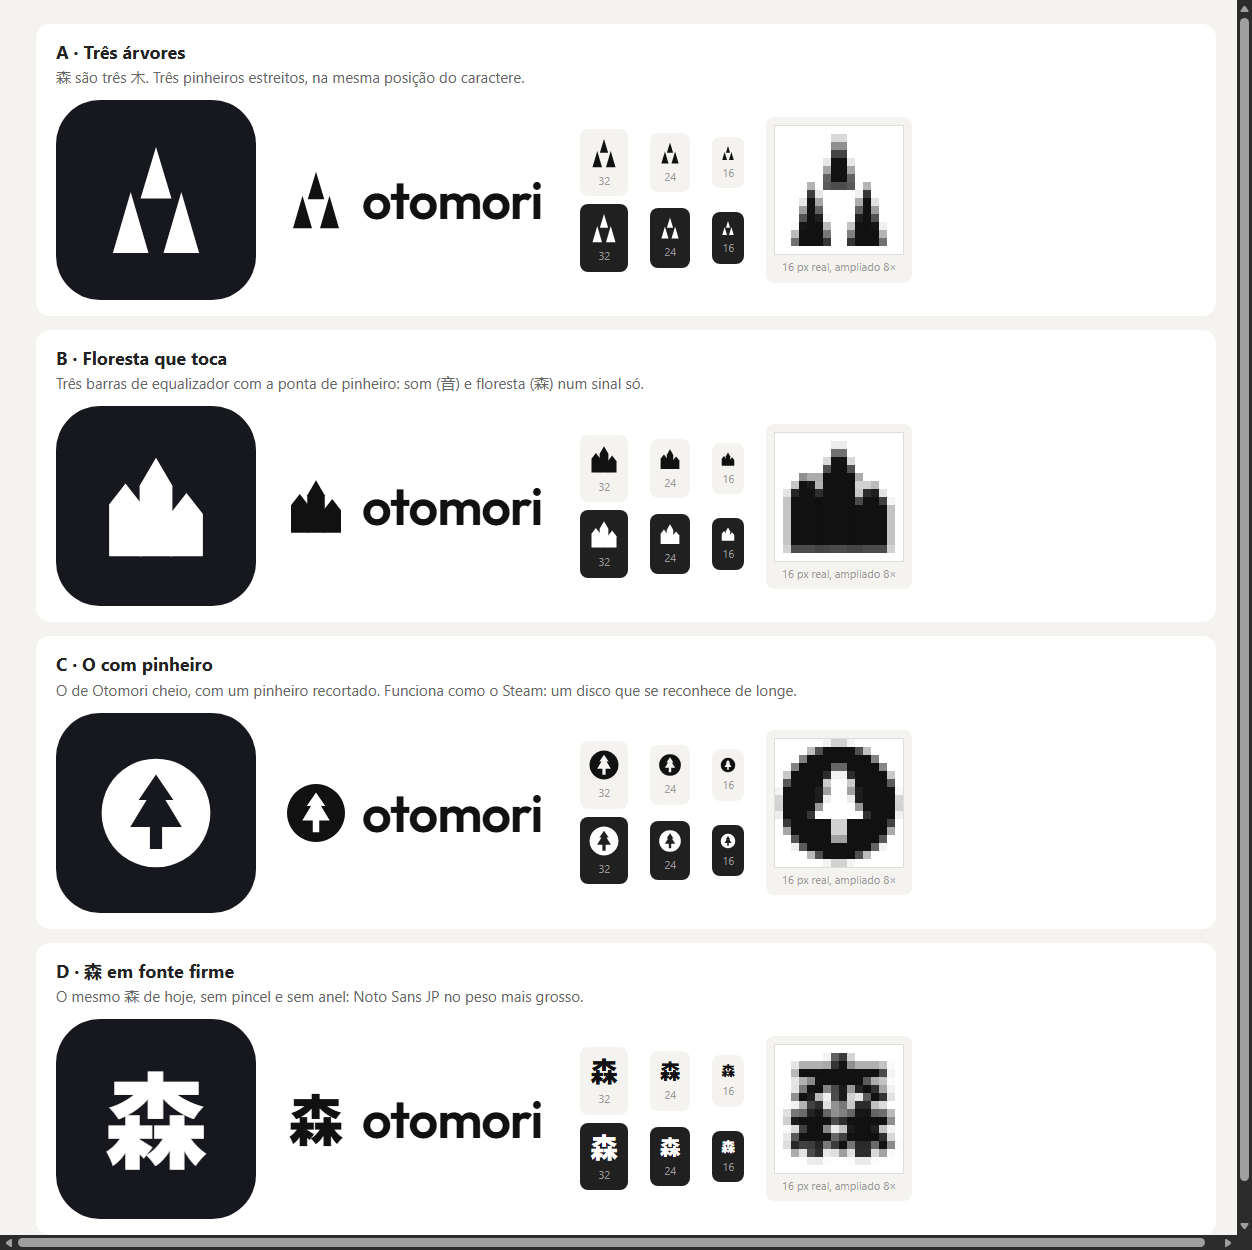 A · Três árvores
森 são três 木. Três pinheiros estreitos, na mesma posição do caractere.
otomori
32
24
16
32
24
16
16 px real, ampliado 8×
B · Floresta que toca
Três barras de equalizador com a ponta de pinheiro: som (音) e floresta (森) num sinal só.
otomori
32
24
16
32
24
16
16 px real, ampliado 8×
C · O com pinheiro
O de Otomori cheio, com um pinheiro recortado. Funciona como o Steam: um disco que se reconhece de longe.
otomori
32
24
16
32
24
16
16 px real, ampliado 8×
D · 森 em fonte firme
O mesmo 森 de hoje, sem pincel e sem anel: Noto Sans JP no peso mais grosso.
森
森 otomori
森
32
森
24
森
16
森
32
森
24
森
16
森
16 px real, ampliado 8×